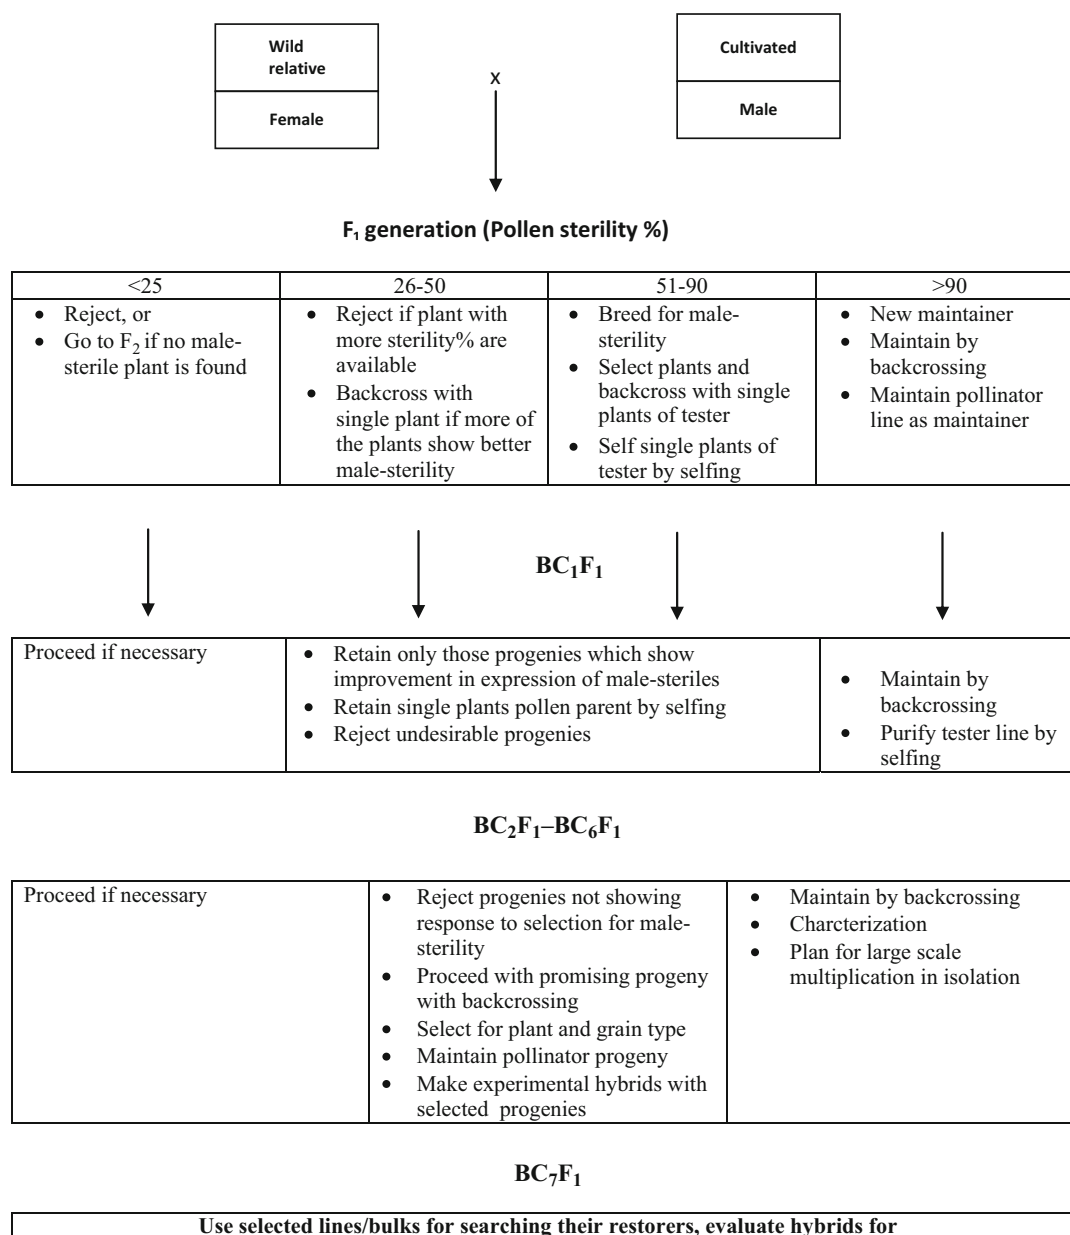 Wild
relative
Female
x
Cultivated
Male
F₁ generation (Pollen sterility %)
<25
26-50
51-90
>90
• Reject, or
• Go to F₂ if no male-
sterile plant is found
• Reject if plant with
more sterility% are
available
• Backcross with
single plant if more of
the plants show better
male-sterility
• Breed for male-
sterility
• Select plants and
backcross with single
plants of tester
• Self single plants of
tester by selfing
• New maintainer
• Maintain by
backcrossing
• Maintain pollinator
line as maintainer
BC₁F₁
Proceed if necessary
• Retain only those progenies which show
improvement in expression of male-steriles
• Retain single plants pollen parent by selfing
• Reject undesirable progenies
• Maintain by
backcrossing
• Purify tester line by
selfing
BC₂F₁–BC₆F₁
Proceed if necessary
• Reject progenies not showing
response to selection for male-
sterility
• Proceed with promising progeny
with backcrossing
• Select for plant and grain type
• Maintain pollinator progeny
• Make experimental hybrids with
selected progenies
• Maintain by backcrossing
• Charcterization
• Plan for large scale
multiplication in isolation
BC₇F₁
Use selected lines/bulks for searching their restorers, evaluate hybrids for